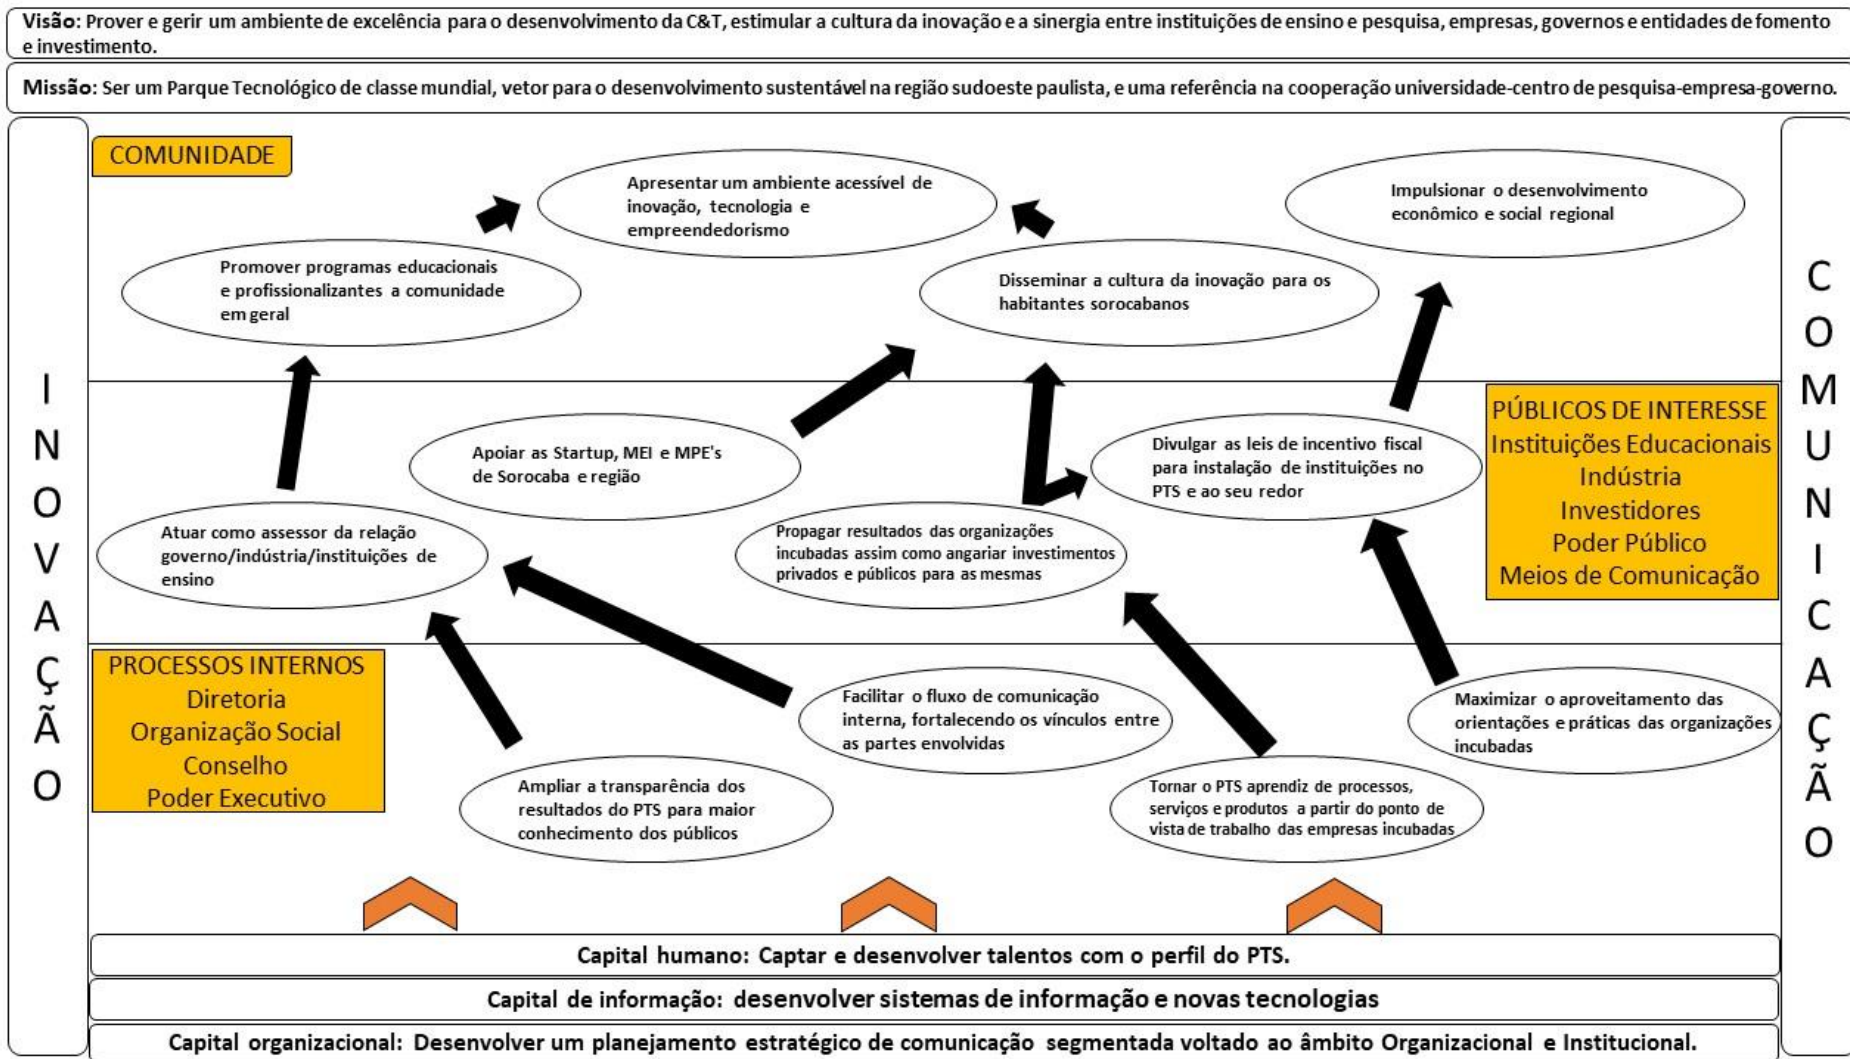 Visão: Prover e gerir um ambiente de excelência para o desenvolvimento da C&T, estimular a cultura da inovação e a sinergia entre instituições de ensino e pesquisa, empresas, governos e entidades de fomento
e investimento.
Missão: Ser um Parque Tecnológico de classe mundial, vetor para o desenvolvimento sustentável na região sudoeste paulista, e uma referência na cooperação universidade-centro de pesquisa-empresa-governo.
INOVAÇÃO
COMUNIDADE
Apresentar um ambiente acessível de
inovação, tecnologia e
empreendedorismo
Impulsionar o desenvolvimento
econômico e social regional
Promover programas educacionais
e profissionalizantes a comunidade
em geral
Disseminar a cultura da inovação para os
habitantes sorocabanos
PÚBLICOS DE INTERESSE
Instituições Educacionais
Indústria
Investidores
Poder Público
Meios de Comunicação
Apoiar as Startup, MEI e MPE's
de Sorocaba e região
Divulgar as leis de incentivo fiscal
para instalação de instituições no
PTS e ao seu redor
Atuar como assessor da relação
governo/indústria/instituições de
ensino
Propagar resultados das organizações
incubadas assim como angariar investimentos
privados e públicos para as mesmas
PROCESSOS INTERNOS
Diretoria
Organização Social
Conselho
Poder Executivo
Facilitar o fluxo de comunicação
interna, fortalecendo os vínculos entre
as partes envolvidas
Maximizar o aproveitamento das
orientações e práticas das organizações
incubadas
Ampliar a transparência dos
resultados do PTS para maior
conhecimento dos públicos
Tornar o PTS aprendiz de processos,
serviços e produtos a partir do ponto de
vista de trabalho das empresas incubadas
COMUNICAÇÃO
Capital humano: Captar e desenvolver talentos com o perfil do PTS.
Capital de informação: desenvolver sistemas de informação e novas tecnologias
Capital organizacional: Desenvolver um planejamento estratégico de comunicação segmentada voltado ao âmbito Organizacional e Institucional.